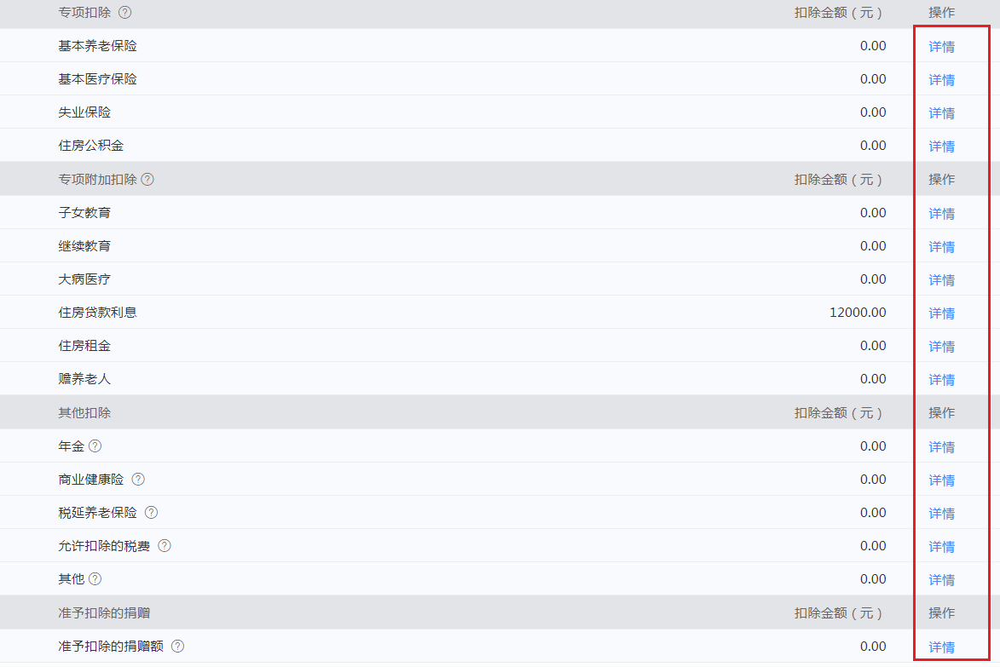 专项扣除 ? 扣除金额（元） 操作
基本养老保险 0.00 详情
基本医疗保险 0.00 详情
失业保险 0.00 详情
住房公积金 0.00 详情
专项附加扣除 ? 扣除金额（元） 操作
子女教育 0.00 详情
继续教育 0.00 详情
大病医疗 0.00 详情
住房贷款利息 12000.00 详情
住房租金 0.00 详情
赡养老人 0.00 详情
其他扣除 扣除金额（元） 操作
年金 ? 0.00 详情
商业健康险 ? 0.00 详情
税延养老保险 ? 0.00 详情
允许扣除的税费 ? 0.00 详情
其他 ? 0.00 详情
准予扣除的捐赠 扣除金额（元） 操作
准予扣除的捐赠额 ? 0.00 详情